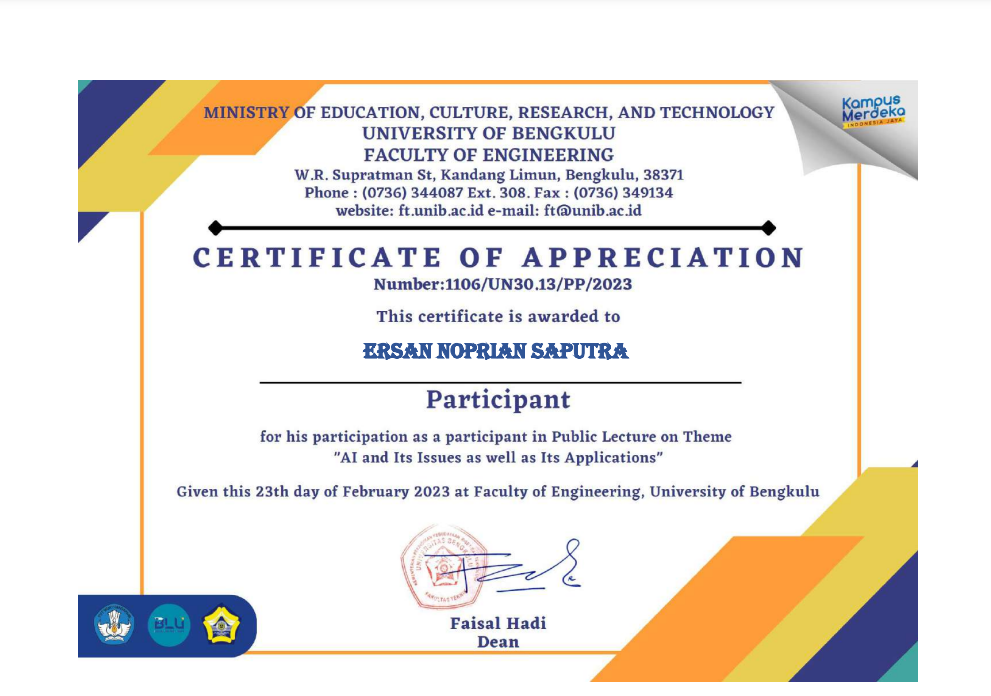 Kampus
Merdeka
INDONESIA JAYA
MINISTRY OF EDUCATION, CULTURE, RESEARCH, AND TECHNOLOGY
UNIVERSITY OF BENGKULU
FACULTY OF ENGINEERING
W.R. Supratman St, Kandang Limun, Bengkulu, 38371
Phone : (0736) 344087 Ext. 308. Fax : (0736) 349134
website: ft.unib.ac.id e-mail: ft@unib.ac.id
CERTIFICATE OF APPRECIATION
Number:1106/UN30.13/PP/2023
This certificate is awarded to
ERSAN NOPRIAN SAPUTRA
Participant
for his participation as a participant in Public Lecture on Theme
"AI and Its Issues as well as Its Applications"
Given this 23th day of February 2023 at Faculty of Engineering, University of Bengkulu
UNIVERSITAS BENGKULU
Faisal Hadi
Dean
BLU